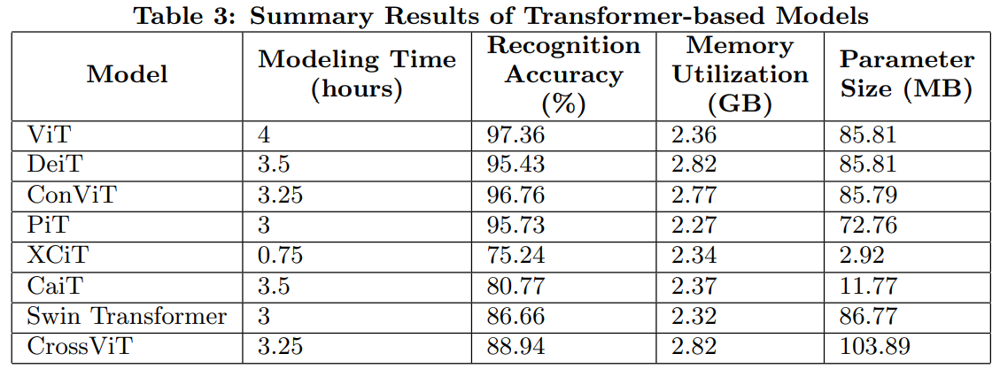 Table 3: Summary Results of Transformer-based Models
Model Modeling Time (hours) Recognition Accuracy (%) Memory Utilization (GB) Parameter Size (MB)
ViT 4 97.36 2.36 85.81
DeiT 3.5 95.43 2.82 85.81
ConViT 3.25 96.76 2.77 85.79
PiT 3 95.73 2.27 72.76
XCiT 0.75 75.24 2.34 2.92
CaiT 3.5 80.77 2.37 11.77
Swin Transformer 3 86.66 2.32 86.77
CrossViT 3.25 88.94 2.82 103.89